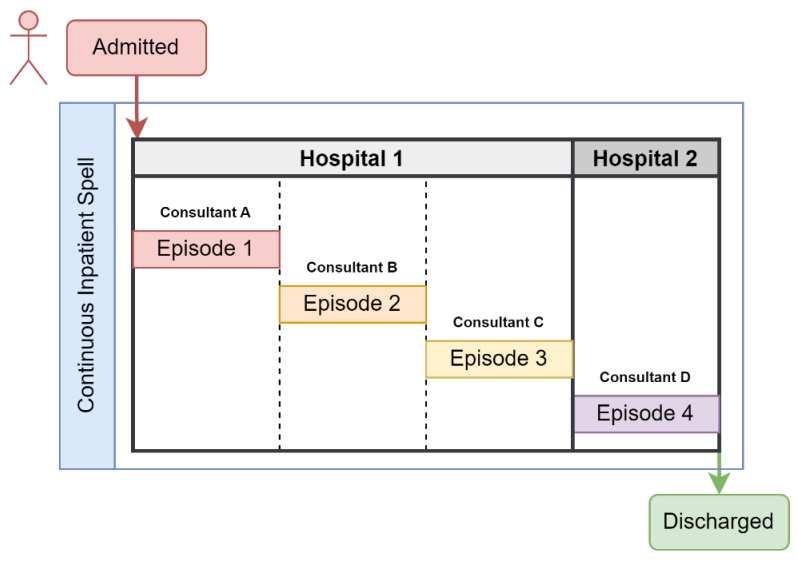 Admitted
Continuous Inpatient Spell
Hospital 1
Hospital 2
Consultant A
Episode 1
Consultant B
Episode 2
Consultant C
Episode 3
Consultant D
Episode 4
Discharged